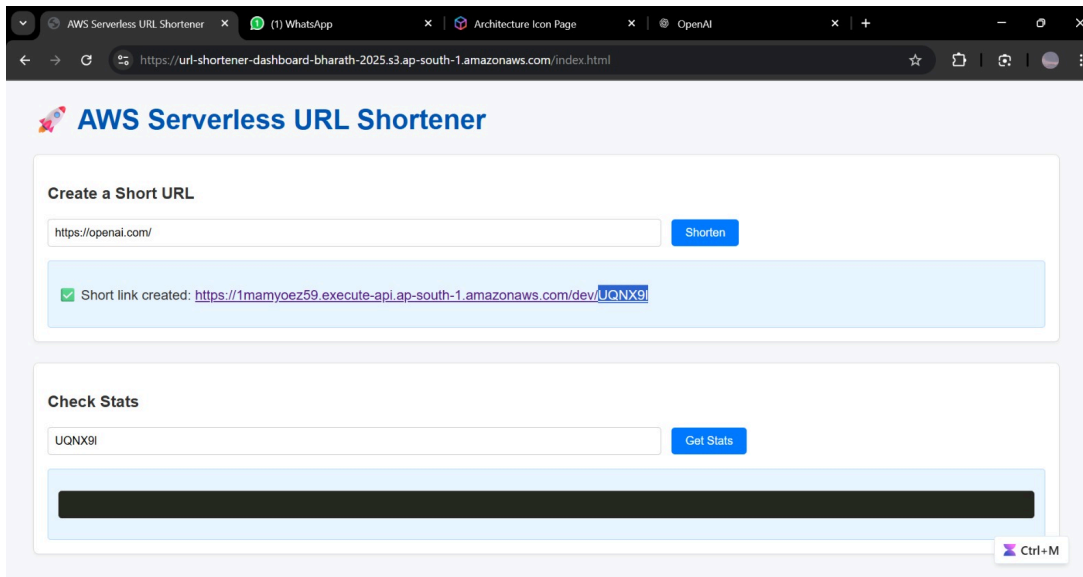 AWS Serverless URL Shortener
(1) WhatsApp
Architecture Icon Page
OpenAI
https://url-shortener-dashboard-bharath-2025.s3.ap-south-1.amazonaws.com/index.html
🚀 AWS Serverless URL Shortener
Create a Short URL
https://openai.com/
Shorten
✅ Short link created: https://1mamyoez59.execute-api.ap-south-1.amazonaws.com/dev/UQNX9l
Check Stats
UQNX9l
Get Stats
Ctrl+M